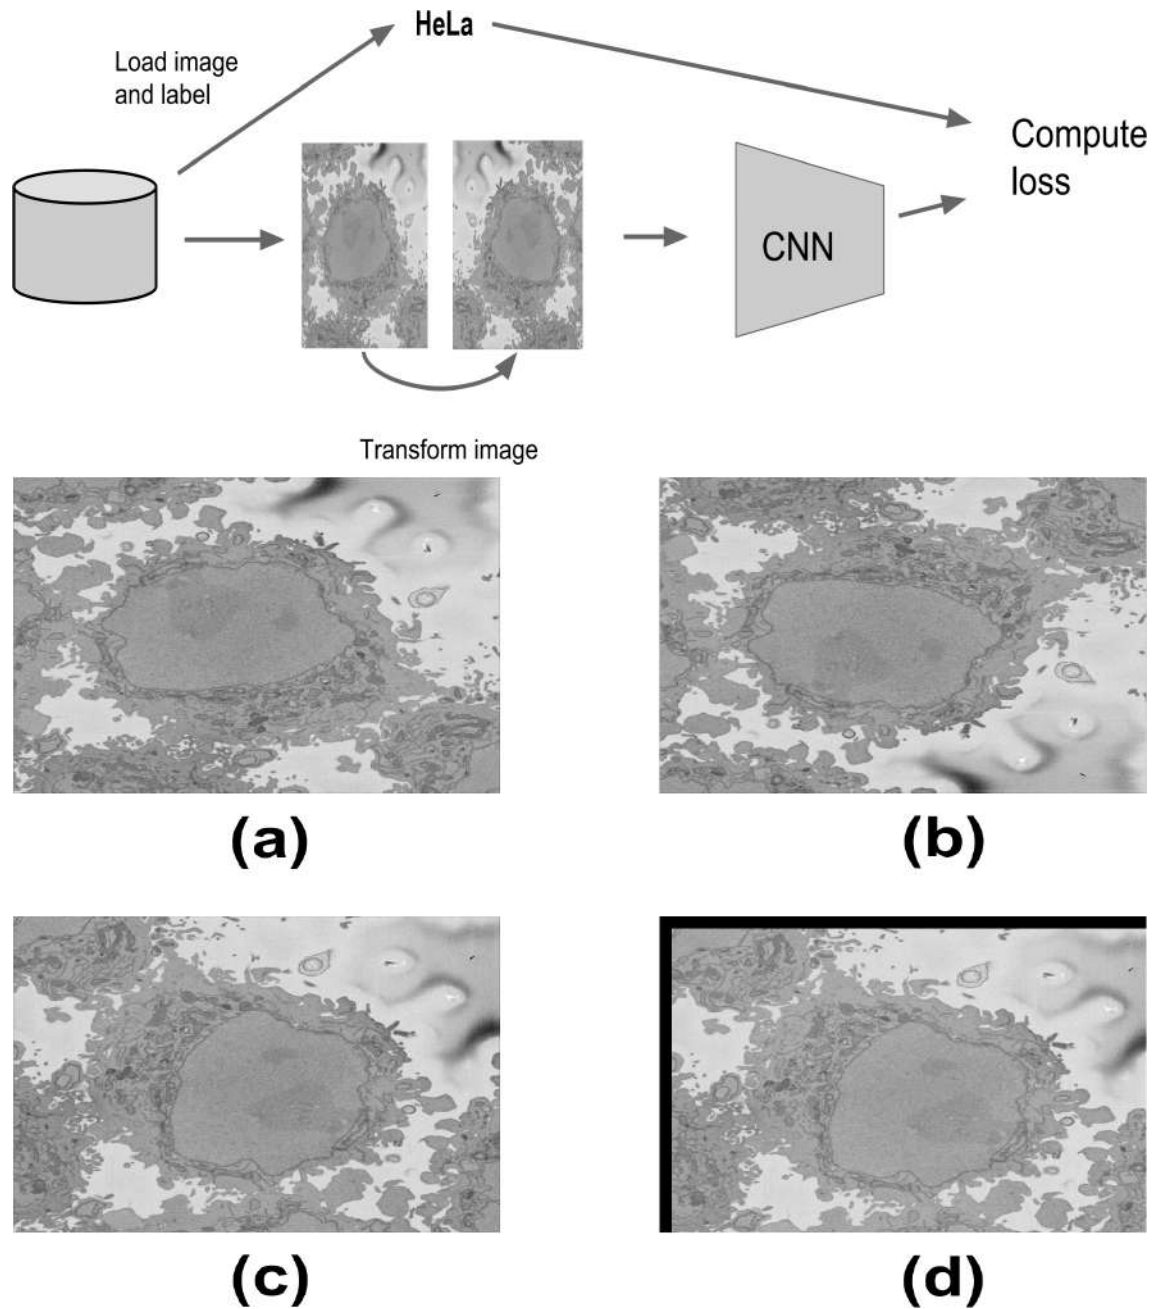 HeLa
Load image
and label
Compute
loss
CNN
Transform image
(a)
(b)
(c)
(d)